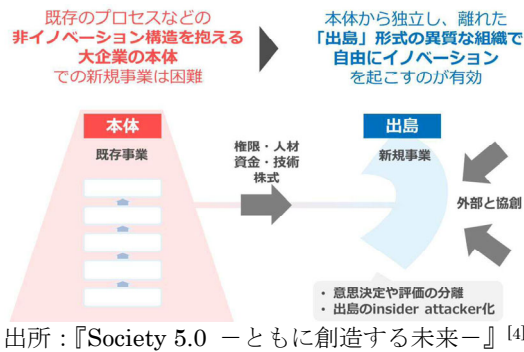 既存のプロセスなどの
非イノベーション構造を抱える
大企業の本体
での新規事業は困難
本体から独立し、離れた
「出島」形式の異質な組織で
自由にイノベーション
を起こすのが有効
本体
既存事業
権限・人材
資金・技術
株式
出島
新規事業
外部と協創
・ 意思決定や評価の分離
・ 出島のinsider attacker化
出所：『Society 5.0 －ともに創造する未来－』[4]